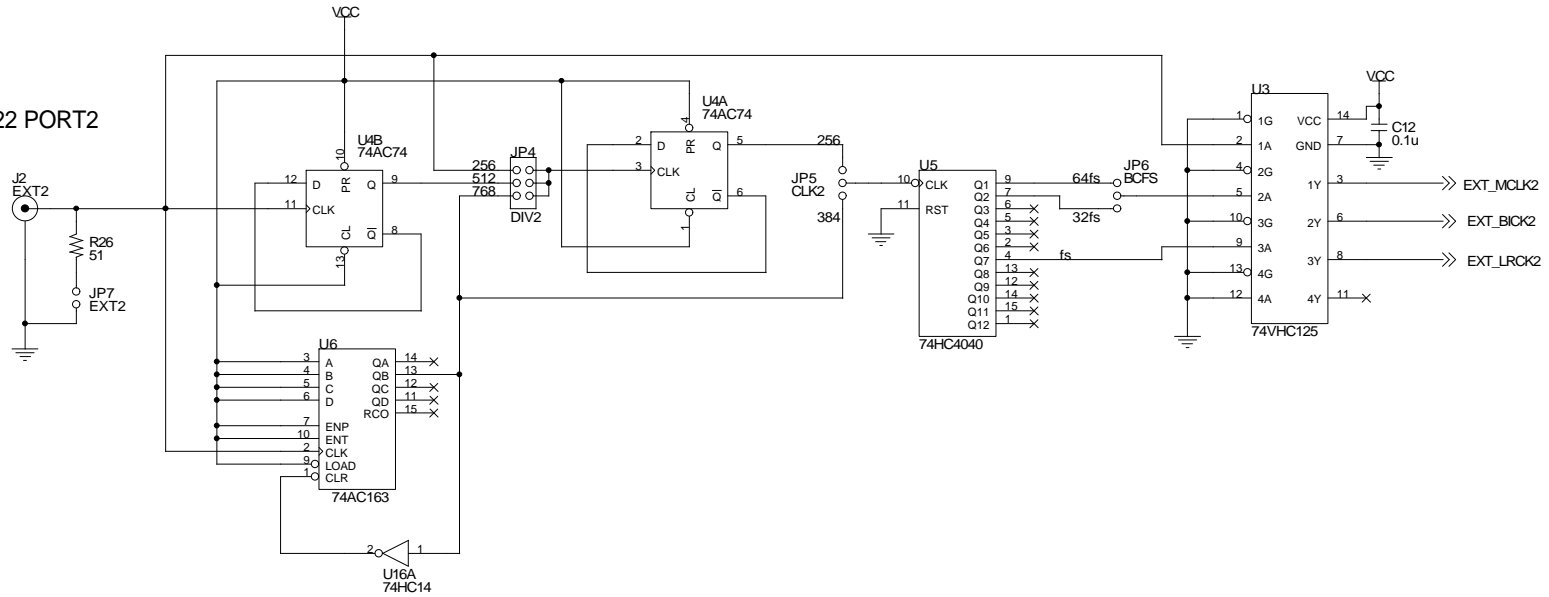 22 PORT2
J2
EXT2
R26
51
JP7
EXT2
VCC
U4B
74AC74
10
12 D PR Q 9
11 CLK
CL Q 8
13
U6
3 A QA 14
4 B QB 13
5 C QC 12
6 D QD 11
RCO 15
7 ENP
10 ENT
2 CLK
9 LOAD
1 CLR
74AC163
2 1
U16A
74HC14
JP4
256
512
768
DIV2
U4A
74AC74
4
2 D PR Q 5
3 CLK
CL Q 6
1
256
JP5
CLK2
384
U5
10 CLK Q1 9
Q2 7
11 RST Q3 6
Q4 5
Q5 3
Q6 2
Q7 4
Q8 13
Q9 12
Q10 14
Q11 15
Q12 1
74HC4040
64fs
JP6
BCFS
32fs
fs
U3
1 1G VCC 14
2 1A GND 7
4 2G
5 2A 1Y 3
10 3G 2Y 6
9 3A 3Y 8
13 4G
12 4A 4Y 11
74VHC125
VCC
C12
0.1u
EXT_MCLK2
EXT_BICK2
EXT_LRCK2